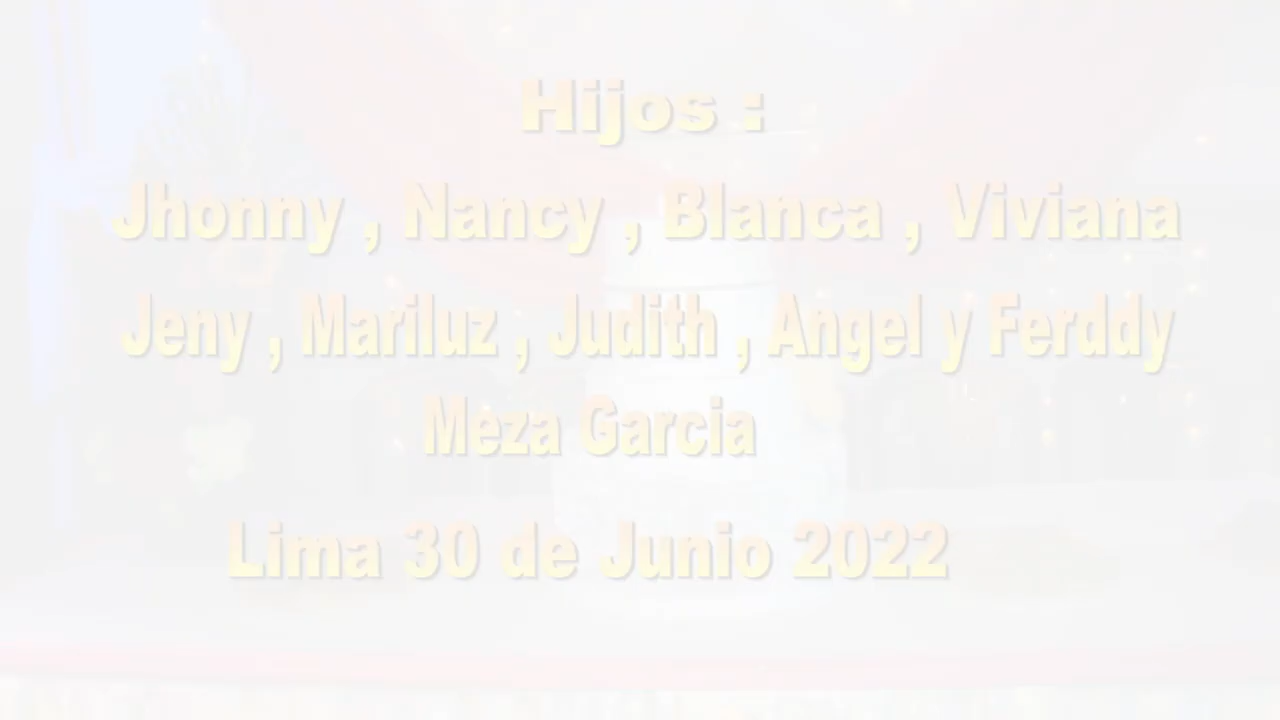 Hijos :
Jhonny , Nancy , Blanca , Viviana
Jeny , Mariluz , Judith , Angel y Ferddy
Meza Garcia
Lima 30 de Junio 2022